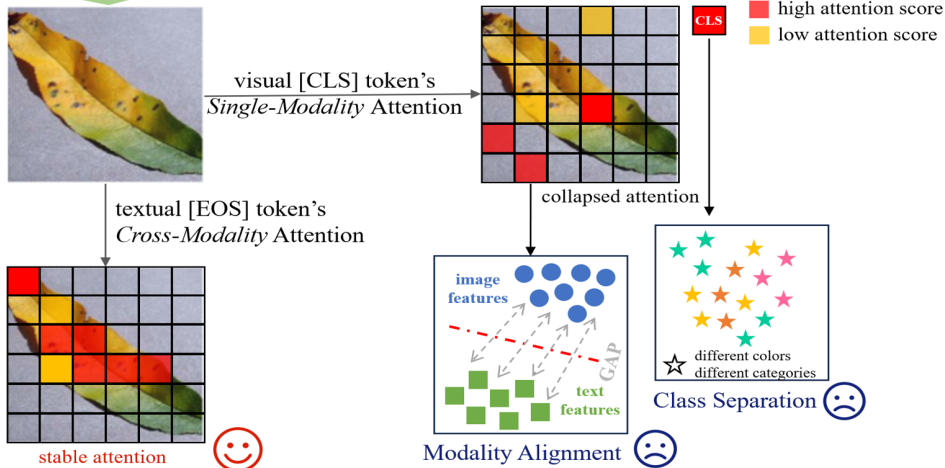 CLS
high attention score
low attention score
visual [CLS] token's
Single-Modality Attention
collapsed attention
textual [EOS] token's
Cross-Modality Attention
image
features
GAP
text
features
different colors
different categories
Class Separation
stable attention
Modality Alignment